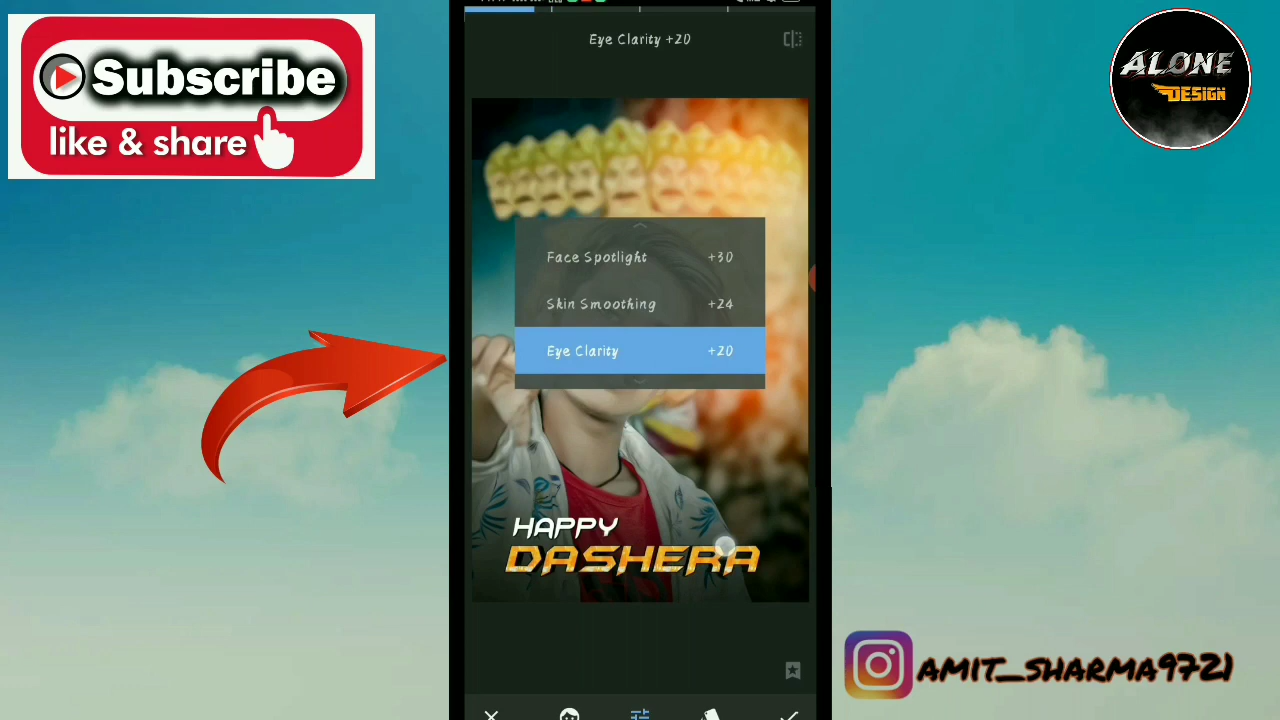 Subscribe
like & share
Eye Clarity +20
Face Spotlight +30
Skin Smoothing +24
Eye Clarity +20
HAPPY
DASHERA
ALONE
DESIGN
AMIT_SHARMA9721